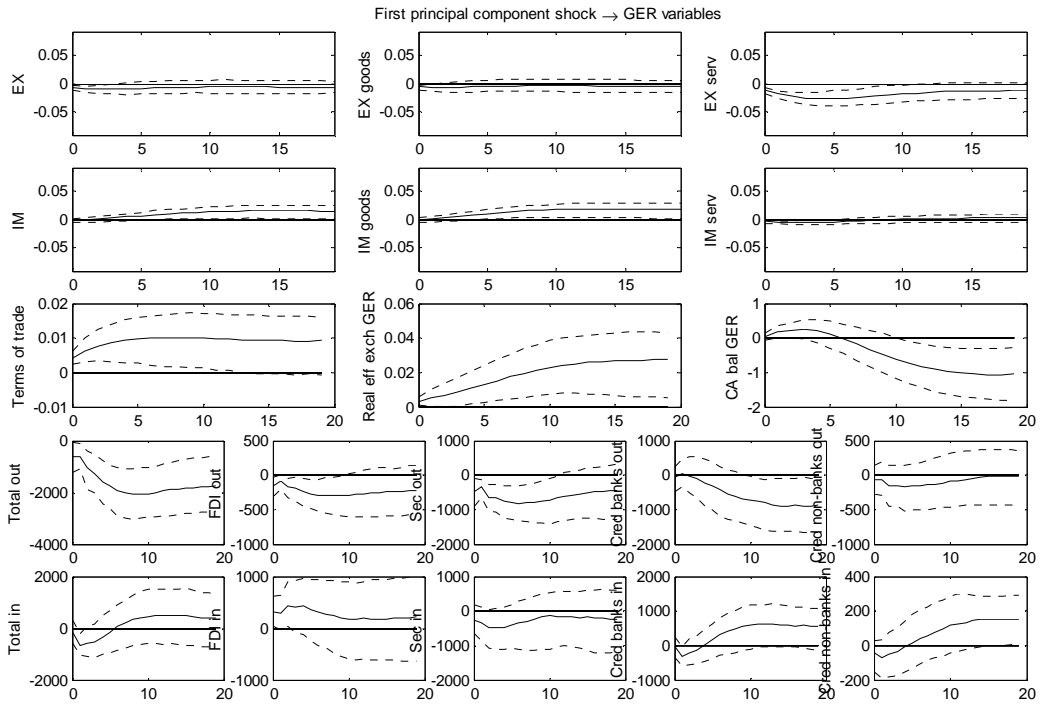 First principal component shock → GER variables
EX
0.05
0
-0.05
0 5 10 15
EX goods
0.05
0
-0.05
0 5 10 15
EX serv
0.05
0
-0.05
0 5 10 15
IM
0.05
0
-0.05
0 5 10 15
IM goods
0.05
0
-0.05
0 5 10 15
IM serv
0.05
0
-0.05
0 5 10 15
Terms of trade
0.02
0.01
0
-0.01
0 5 10 15 20
Real eff exch GER
0.06
0.04
0.02
0
0 5 10 15 20
CA bal GER
1
0
-1
-2
0 5 10 15 20
Total out
0
-2000
-4000
0 10 20
FDI out
500
0
-500
-1000
0 10 20
Sec out
1000
0
-1000
-2000
0 10 20
Cred banks out
1000
0
-1000
-2000
0 10 20
Cred non-banks out
500
0
-500
-1000
0 10 20
Total in
2000
0
-2000
0 10 20
FDI in
1000
0
-1000
0 10 20
Sec in
1000
0
-1000
-2000
0 10 20
Cred banks in
2000
1000
0
-1000
0 10 20
Cred non-banks in
400
200
0
-200
0 10 20